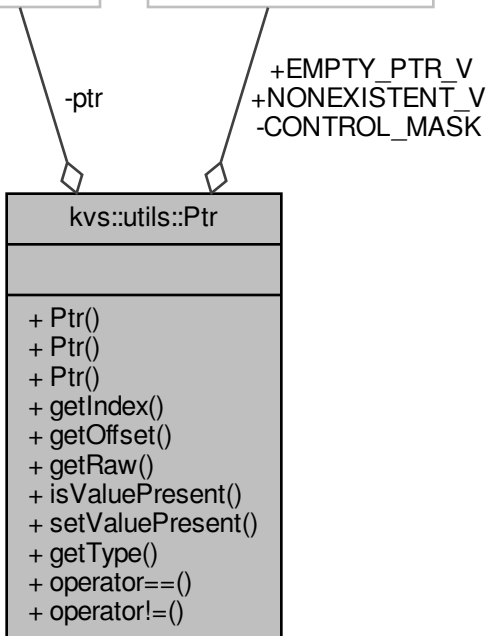 -ptr
+EMPTY_PTR_V
+NONEXISTENT_V
-CONTROL_MASK
kvs::utils::Ptr
+ Ptr()
+ Ptr()
+ Ptr()
+ getIndex()
+ getOffset()
+ getRaw()
+ isValuePresent()
+ setValuePresent()
+ getType()
+ operator==()
+ operator!=()